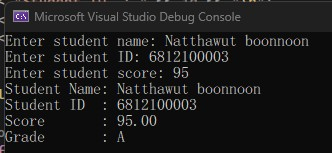 Microsoft Visual Studio Debug Console
Enter student name: Natthawut boonnoon
Enter student ID: 6812100003
Enter student score: 95
Student Name: Natthawut boonnoon
Student ID  : 6812100003
Score       : 95.00
Grade       : A